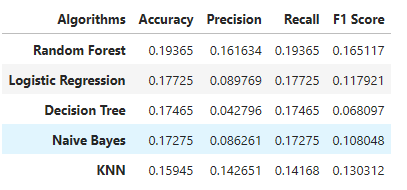 Algorithms Accuracy Precision Recall F1 Score
Random Forest 0.19365 0.161634 0.19365 0.165117
Logistic Regression 0.17725 0.089769 0.17725 0.117921
Decision Tree 0.17465 0.042796 0.17465 0.068097
Naive Bayes 0.17275 0.086261 0.17275 0.108048
KNN 0.15945 0.142651 0.14168 0.130312